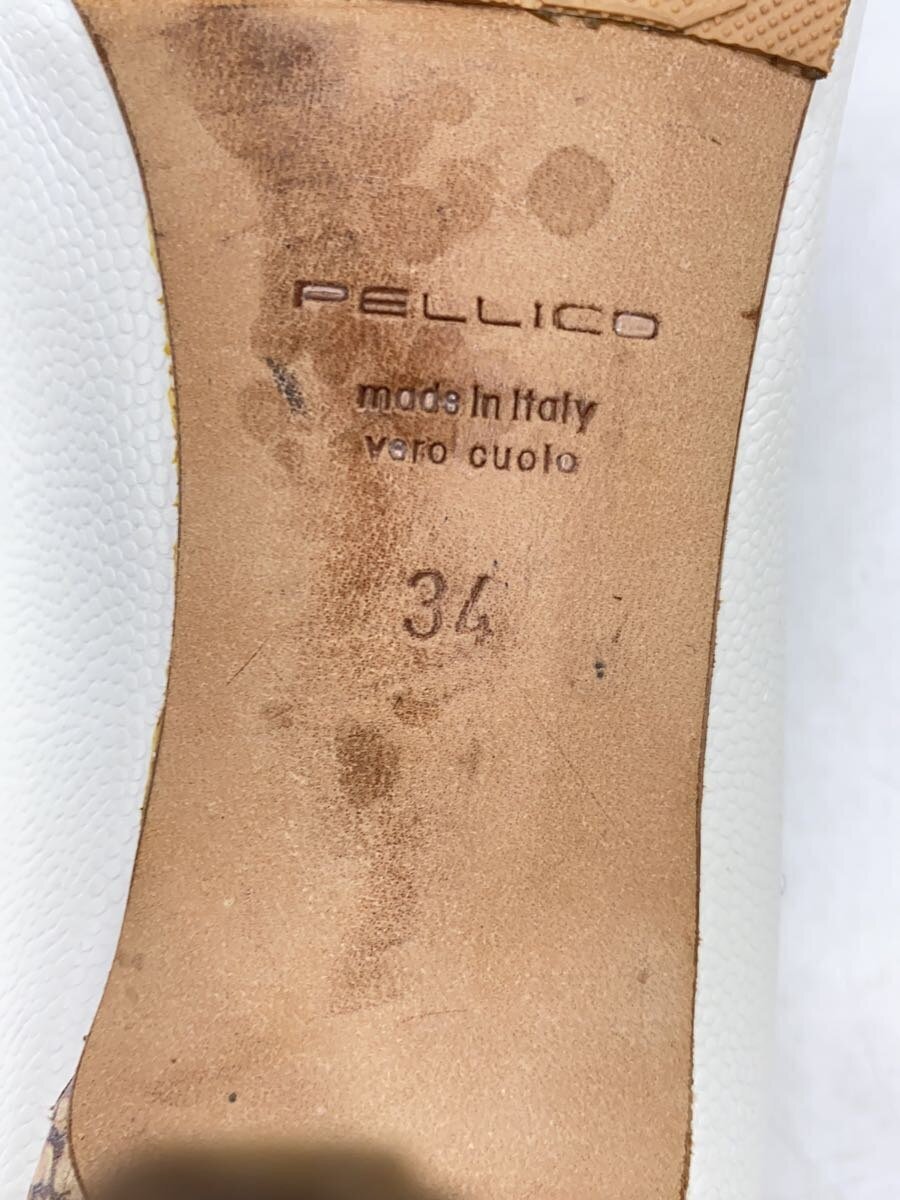 PELLICO
made in Italy
vero cuoio
34